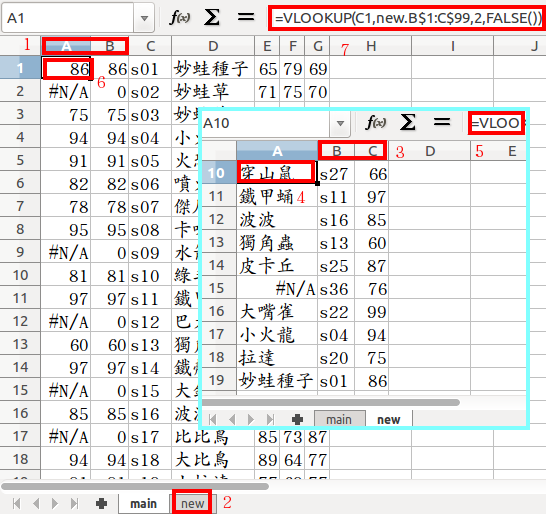 A1 f(x) Σ = =VLOOKUP(C1,new.B$1:C$99,2,FALSE())
1 A B C D E F G 7 H I J
1 86 86 s01 妙蛙種子 65 79 69
6
2 #N/A 0 s02 妙蛙草 71 75 70
3 75 75 s03 妙
4 94 94 s04 小
5 91 91 s05 火
6 82 82 s06 噴
7 78 78 s07 傑
8 95 95 s08 卡
9 #N/A 0 s09 水
10 81 81 s10 綠
11 97 97 s11 鐵
12 #N/A 0 s12 巴
13 60 60 s13 獨
14 97 97 s14 鐵
15 #N/A 0 s15 大
16 85 85 s16 波
17 #N/A 0 s17 比比鳥 85 73 87
18 94 94 s18 大比鳥 89 64 77
main new 2
A10 f(x) Σ = =VLOO
A B C 3 D 5 E
10 穿山鼠 s27 66
11 鐵甲蛹 4 s11 97
12 波波 s16 85
13 獨角蟲 s13 60
14 皮卡丘 s25 87
15 #N/A s36 76
16 大嘴雀 s22 99
17 小火龍 s04 94
18 拉達 s20 75
19 妙蛙種子 s01 86
main new